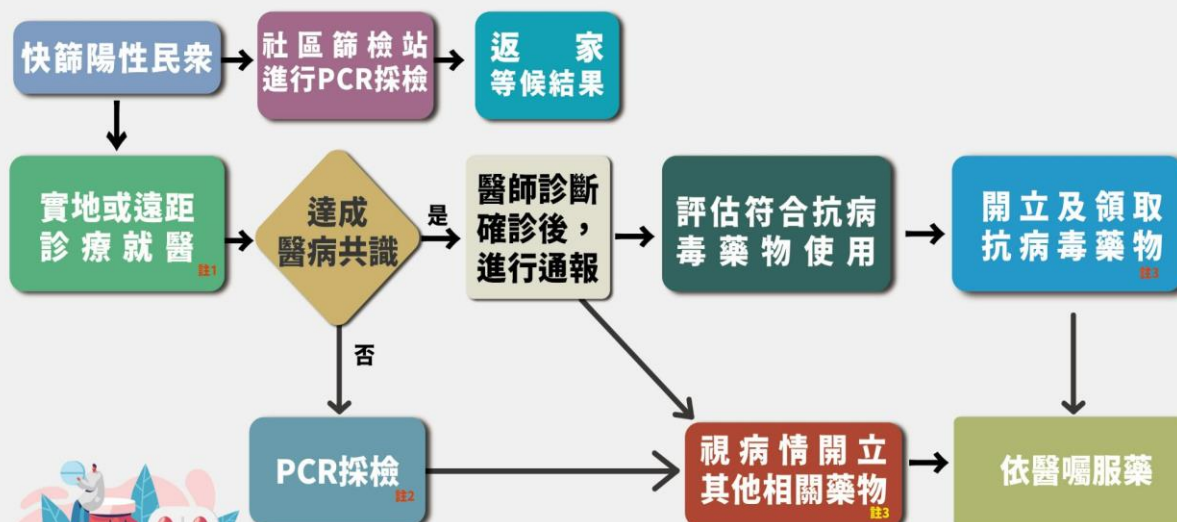 快篩陽性民衆
社區篩檢站
進行PCR採檢
返家
等候結果
實地或遠距
診療就醫
註1
達成
醫病共識
是
醫師診斷
確診後，
進行通報
評估符合抗病
毒藥物使用
開立及領取
抗病毒藥物
註3
否
PCR採檢
註2
視病情開立
其他相關藥物
註3
依醫囑服藥